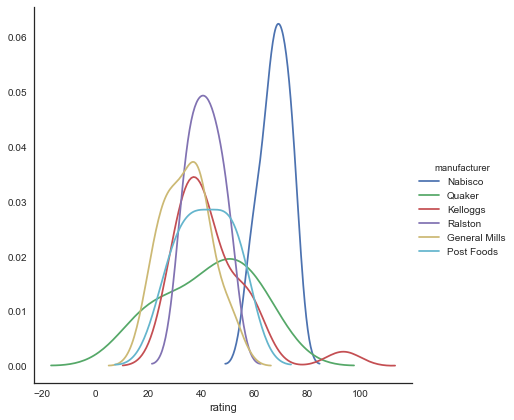 0.06
0.05
0.04
0.03
0.02
0.01
0.00
−20 0 20 40 60 80 100
rating
manufacturer
Nabisco
Quaker
Kelloggs
Ralston
General Mills
Post Foods